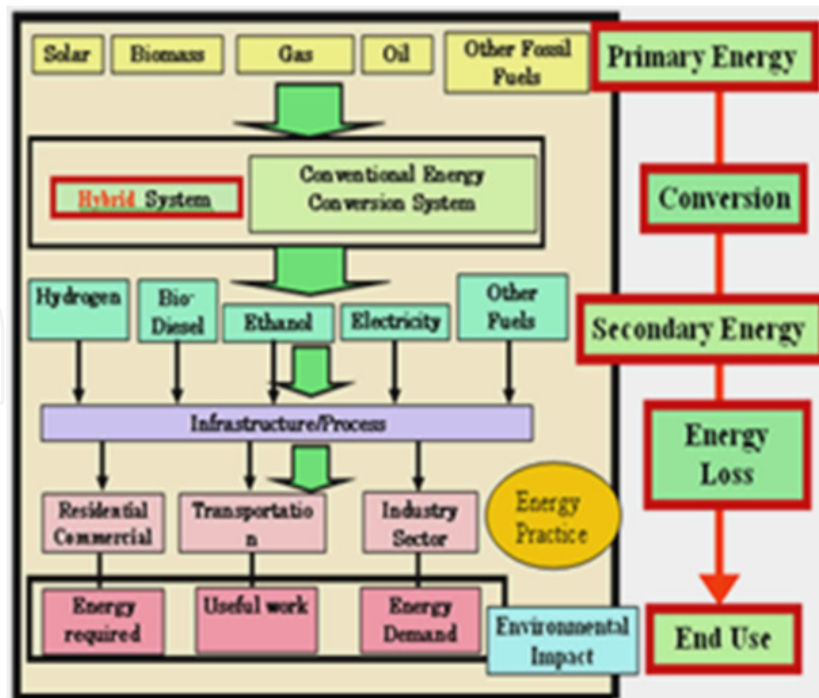 Solar
Biomass
Gas
Oil
Other Fossil
Fuels
Primary Energy
Hybrid System
Conventional Energy
Conversion System
Conversion
Hydrogen
Bio-
Diesel
Ethanol
Electricity
Other
Fuels
Secondary Energy
Infrastructure/Process
Energy
Loss
Residential
Commercial
Transportatio
n
Industry
Sector
Energy
Practice
Energy
required
Useful work
Energy
Demand
Environmental
Impact
End Use